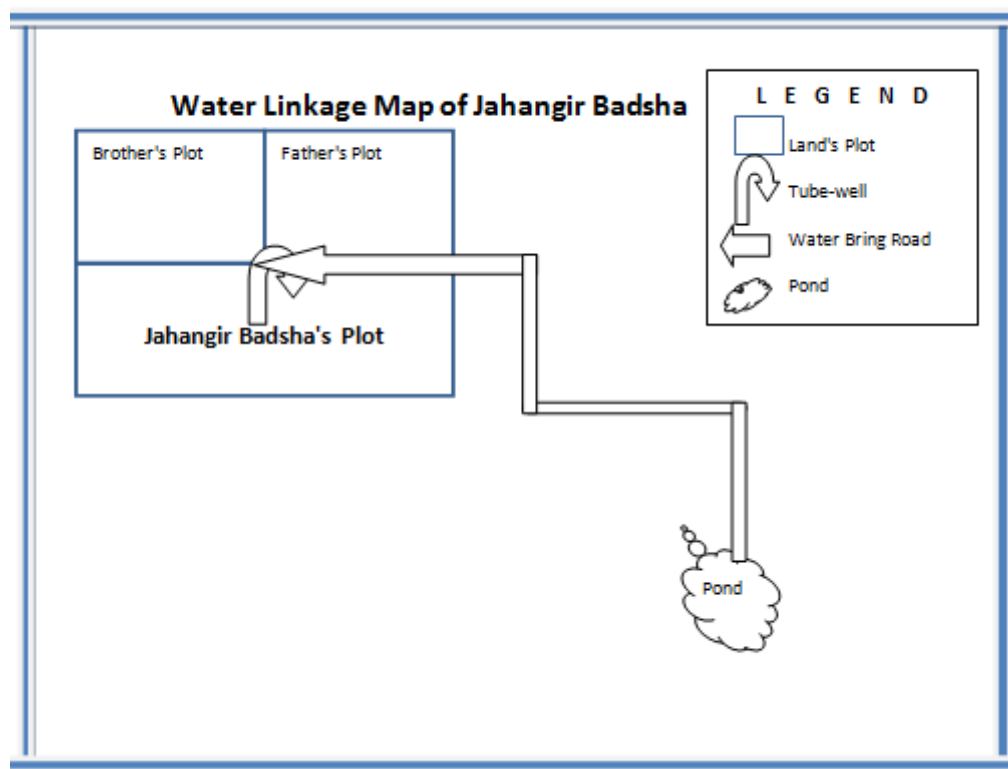 Water Linkage Map of Jahangir Badsha
L E G E N D
Land's Plot
Tube-well
Water Bring Road
Pond
Brother's Plot
Father's Plot
Jahangir Badsha's Plot
Pond